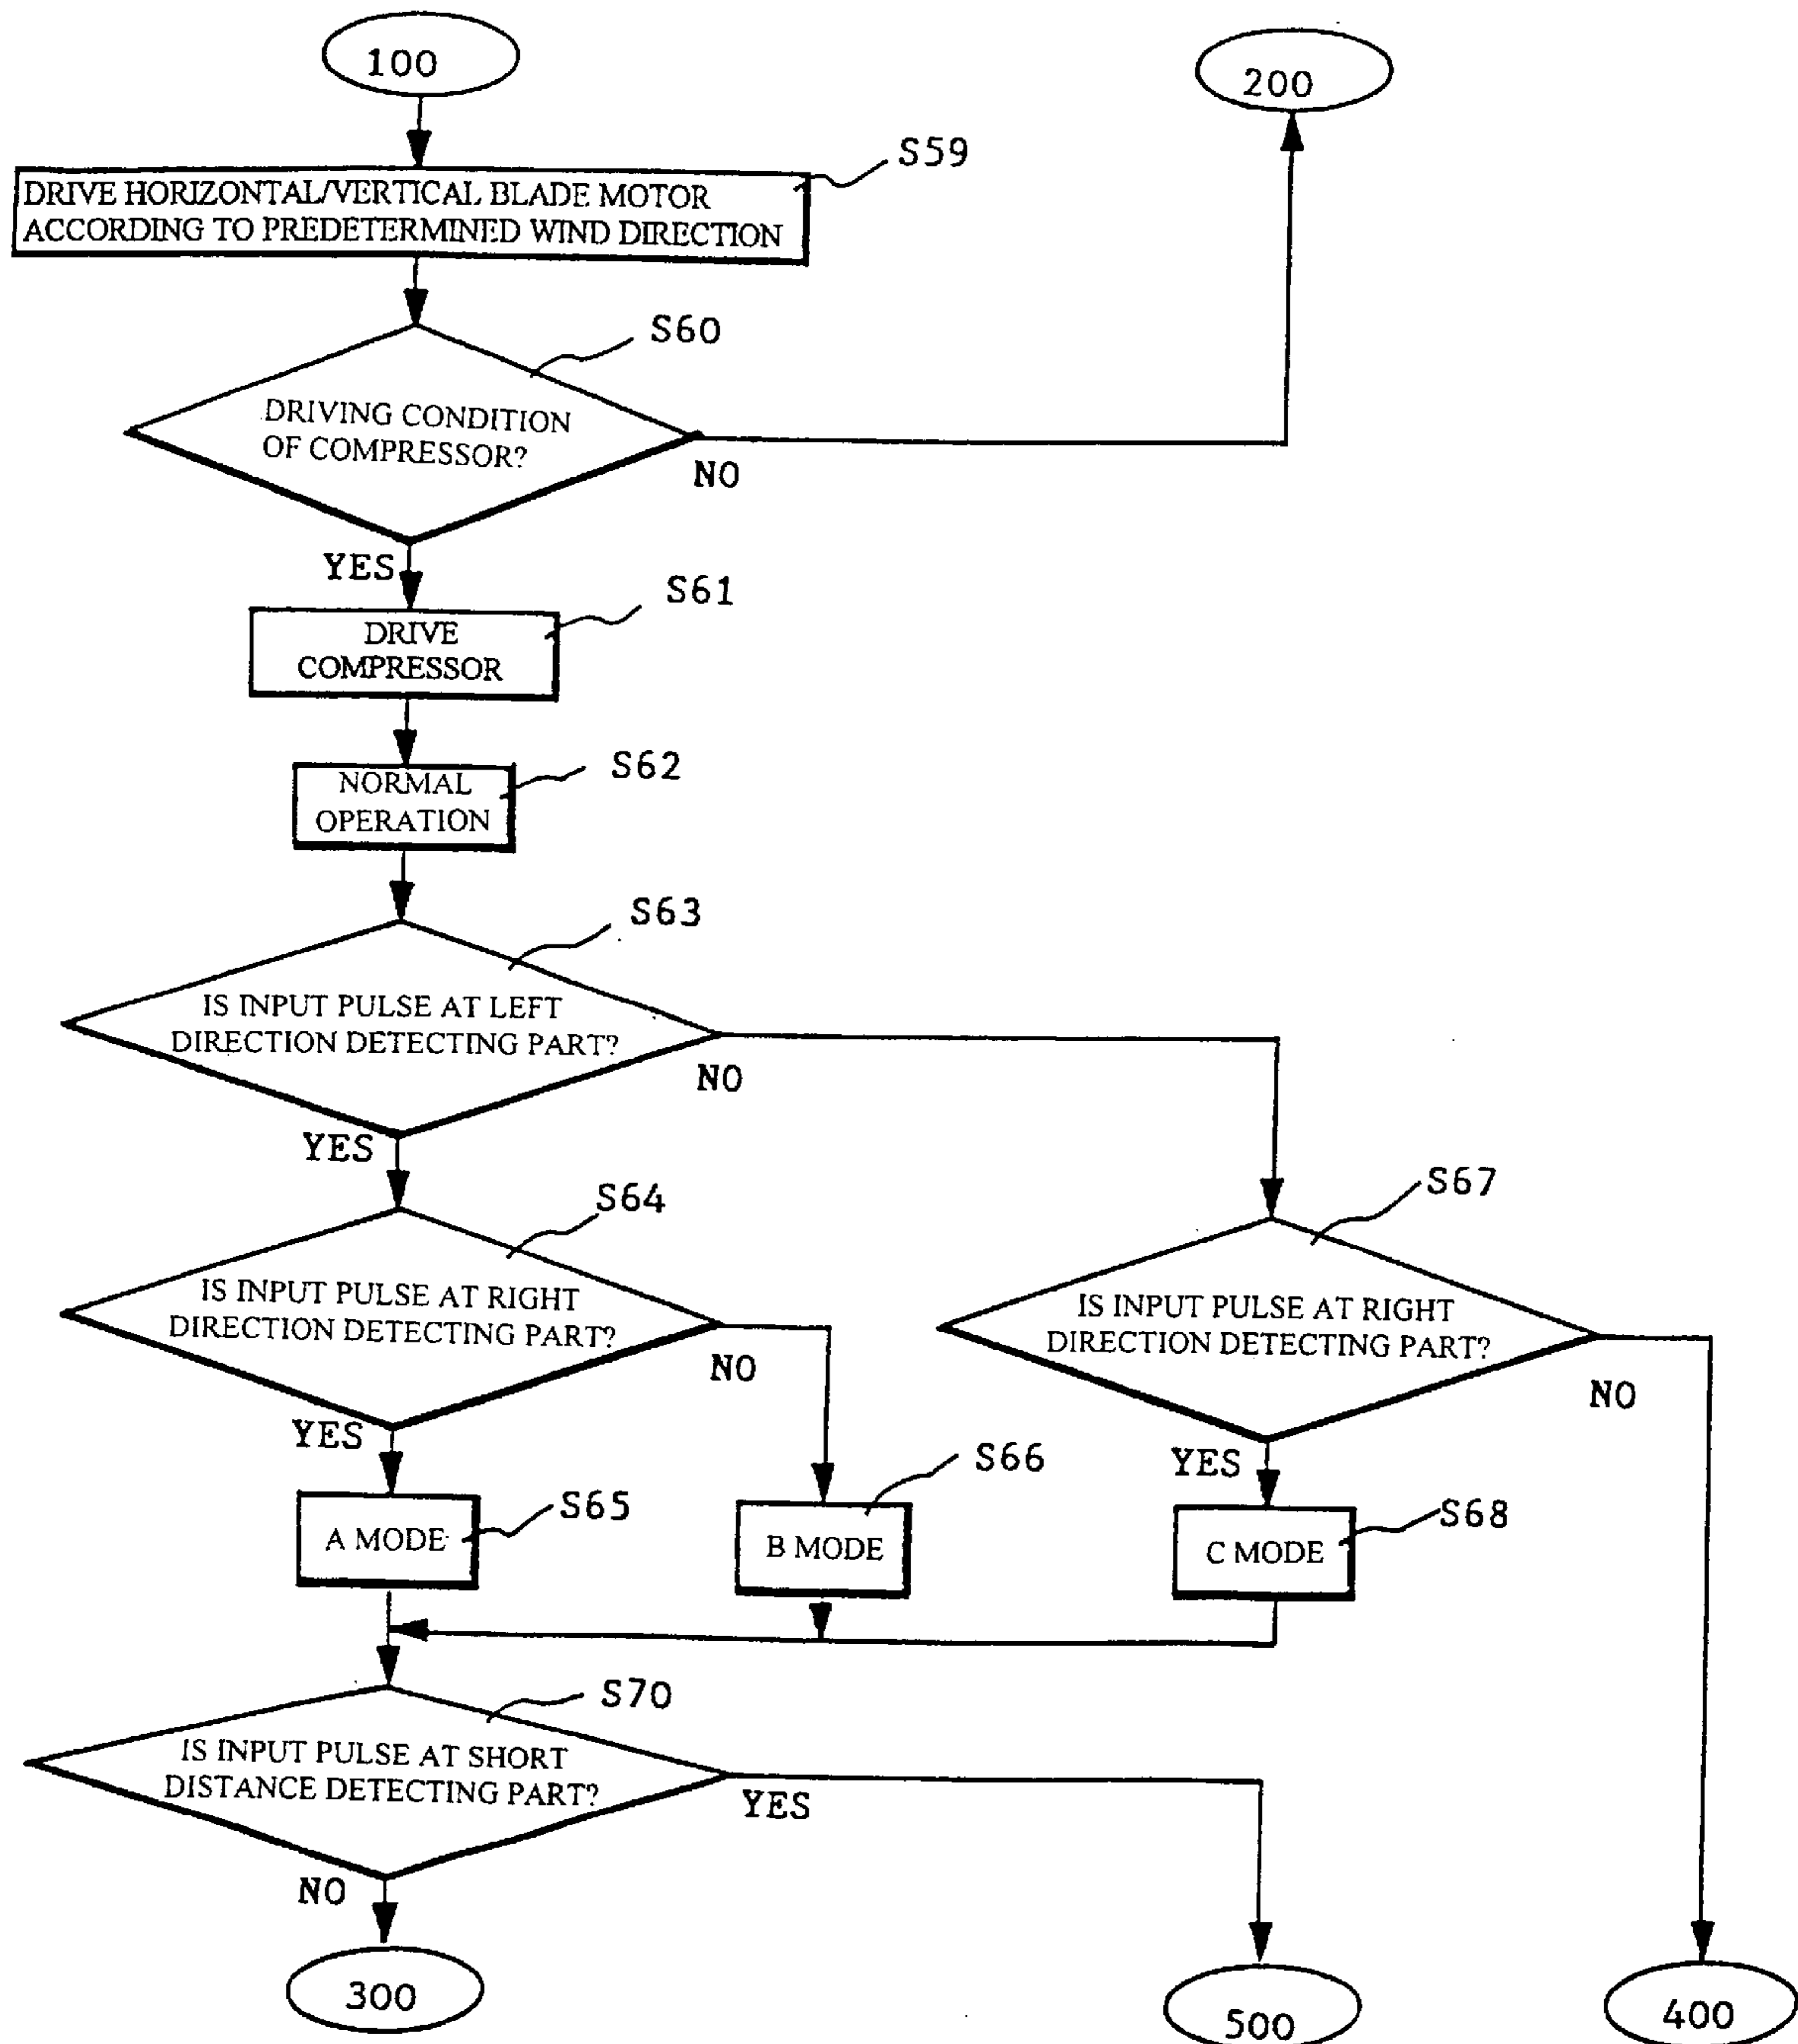 100
200
S59
DRIVE HORIZONTAL/VERTICAL BLADE MOTOR
ACCORDING TO PREDETERMINED WIND DIRECTION
S60
DRIVING CONDITION
OF COMPRESSOR?
NO
YES
S61
DRIVE
COMPRESSOR
S62
NORMAL
OPERATION
S63
IS INPUT PULSE AT LEFT
DIRECTION DETECTING PART?
NO
YES
S64
S67
IS INPUT PULSE AT RIGHT
DIRECTION DETECTING PART?
NO
IS INPUT PULSE AT RIGHT
DIRECTION DETECTING PART?
NO
YES
YES
S65
S66
S68
A MODE
B MODE
C MODE
S70
IS INPUT PULSE AT SHORT
DISTANCE DETECTING PART?
YES
NO
300
500
400